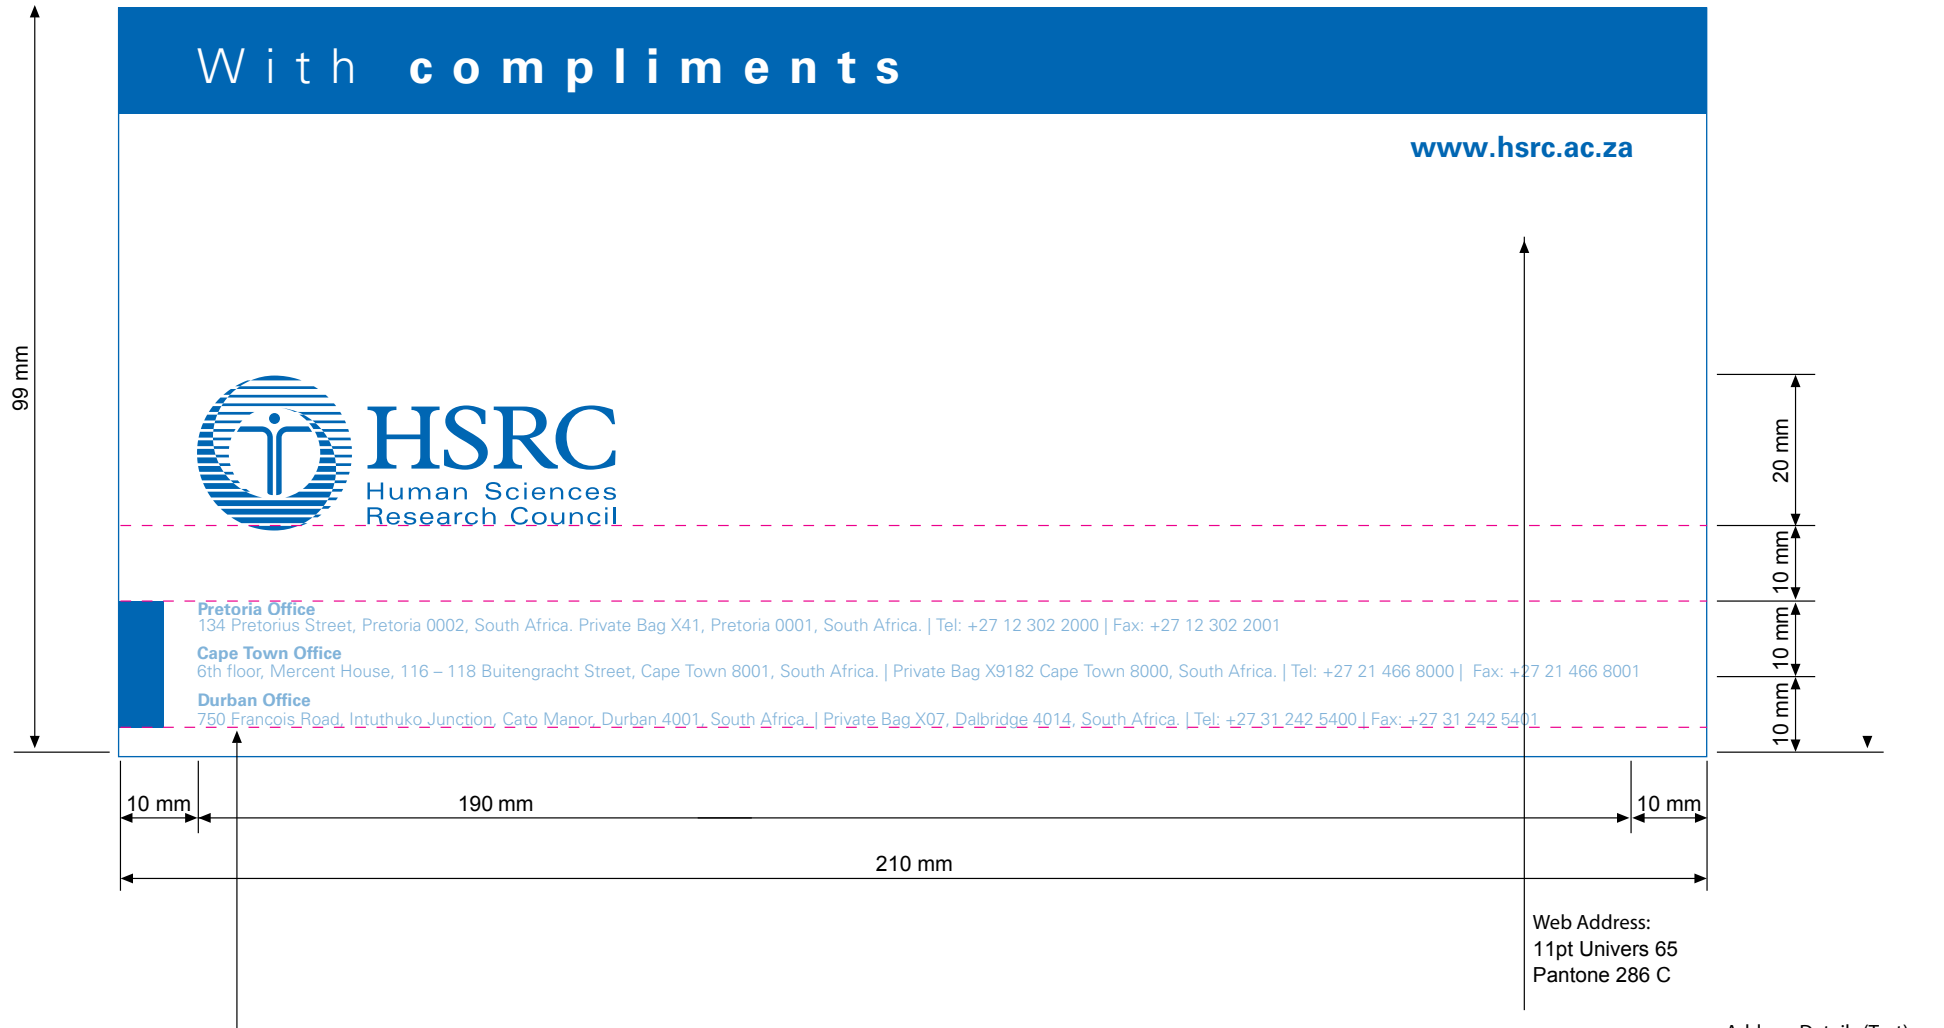 With compliments
www.hsrc.ac.za
99 mm
HSRC
Human Sciences
Research Council
20 mm
10 mm
10 mm
10 mm
Pretoria Office
134 Pretorius Street, Pretoria 0002, South Africa. Private Bag X41, Pretoria 0001, South Africa. | Tel: +27 12 302 2000 | Fax: +27 12 302 2001
Cape Town Office
6th floor, Mercent House, 116 – 118 Buitengracht Street, Cape Town 8001, South Africa. | Private Bag X9182 Cape Town 8000, South Africa. | Tel: +27 21 466 8000 | Fax: +27 21 466 8001
Durban Office
750 Francois Road, Intuthuko Junction, Cato Manor, Durban 4001, South Africa. | Private Bag X07, Dalbridge 4014, South Africa. | Tel: +27 31 242 5400 | Fax: +27 31 242 5401
10 mm
190 mm
10 mm
210 mm
Web Address:
11pt Univers 65
Pantone 286 C